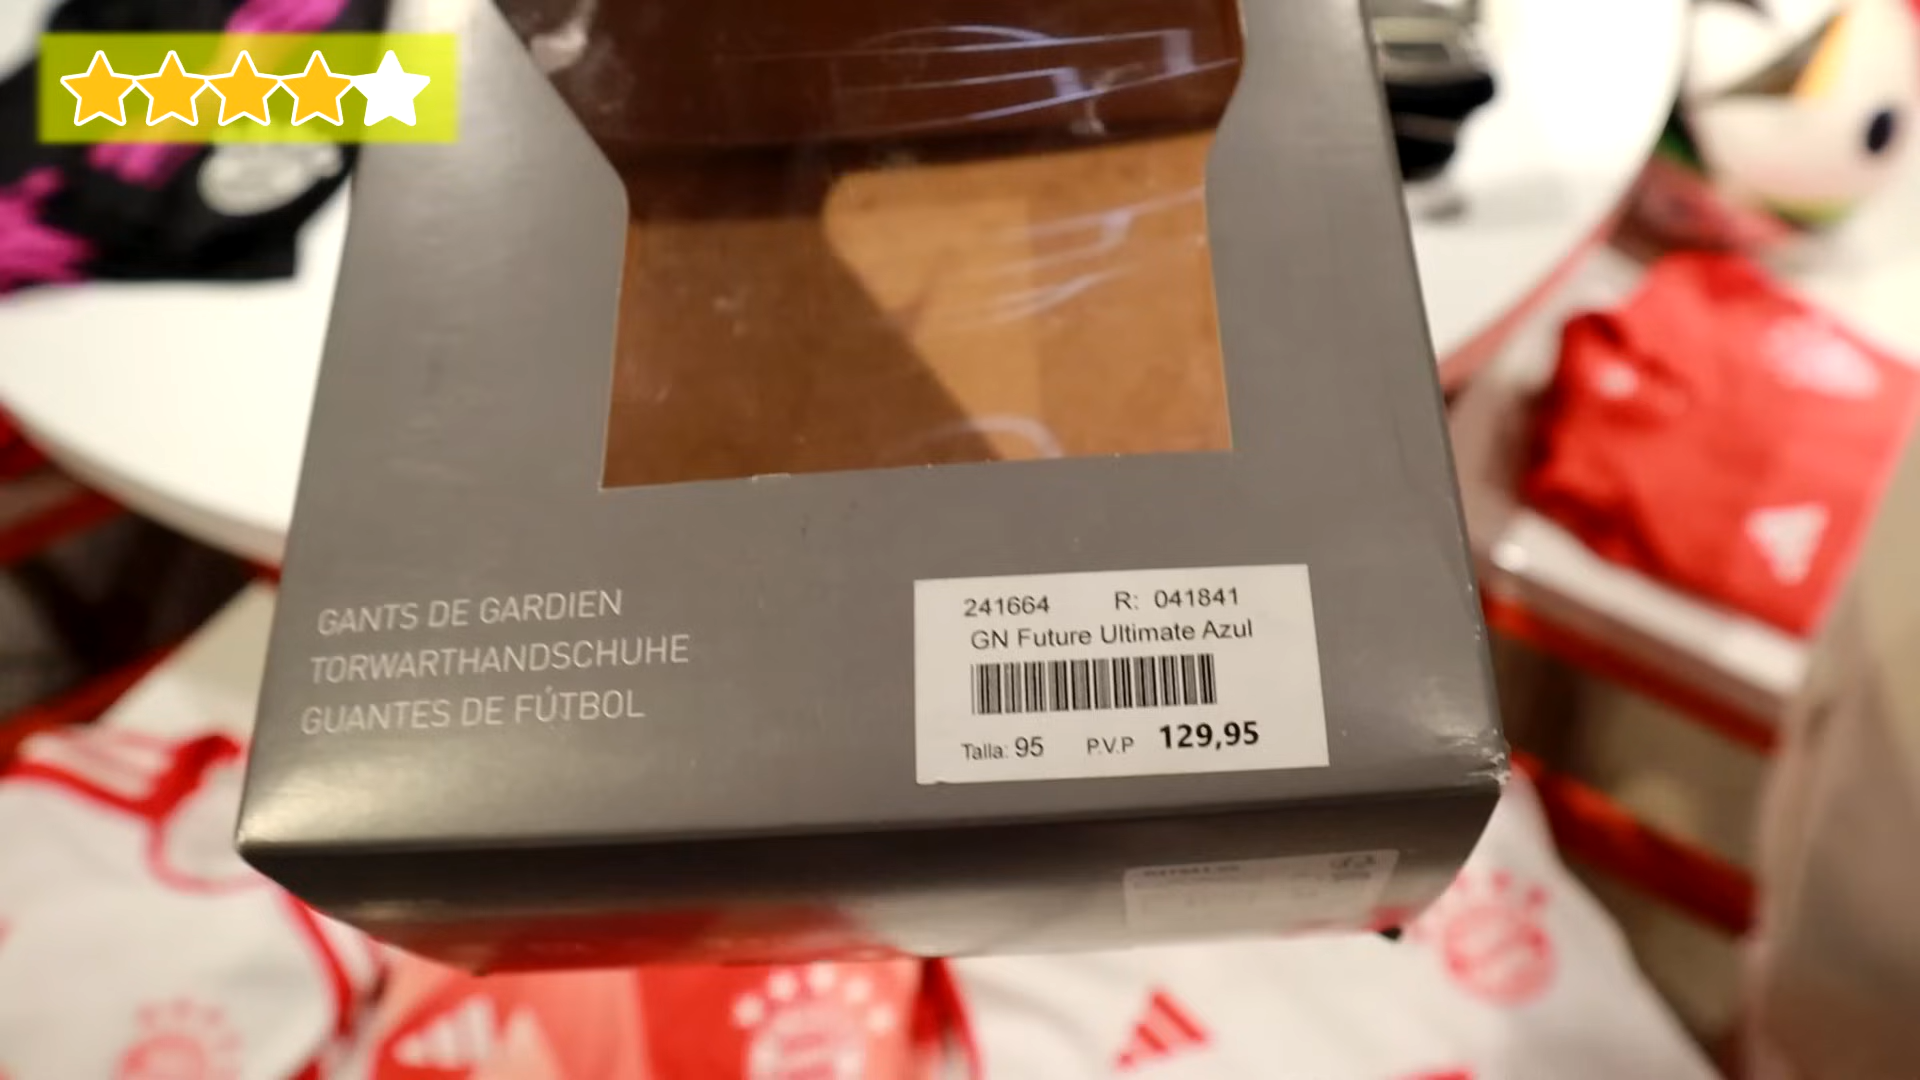 GANTS DE GARDIEN
TORWARTHANDSCHUHE
GUANTES DE FÚTBOL
241664 R: 041841
GN Future Ultimate Azul
Talla: 95 P.V.P 129,95